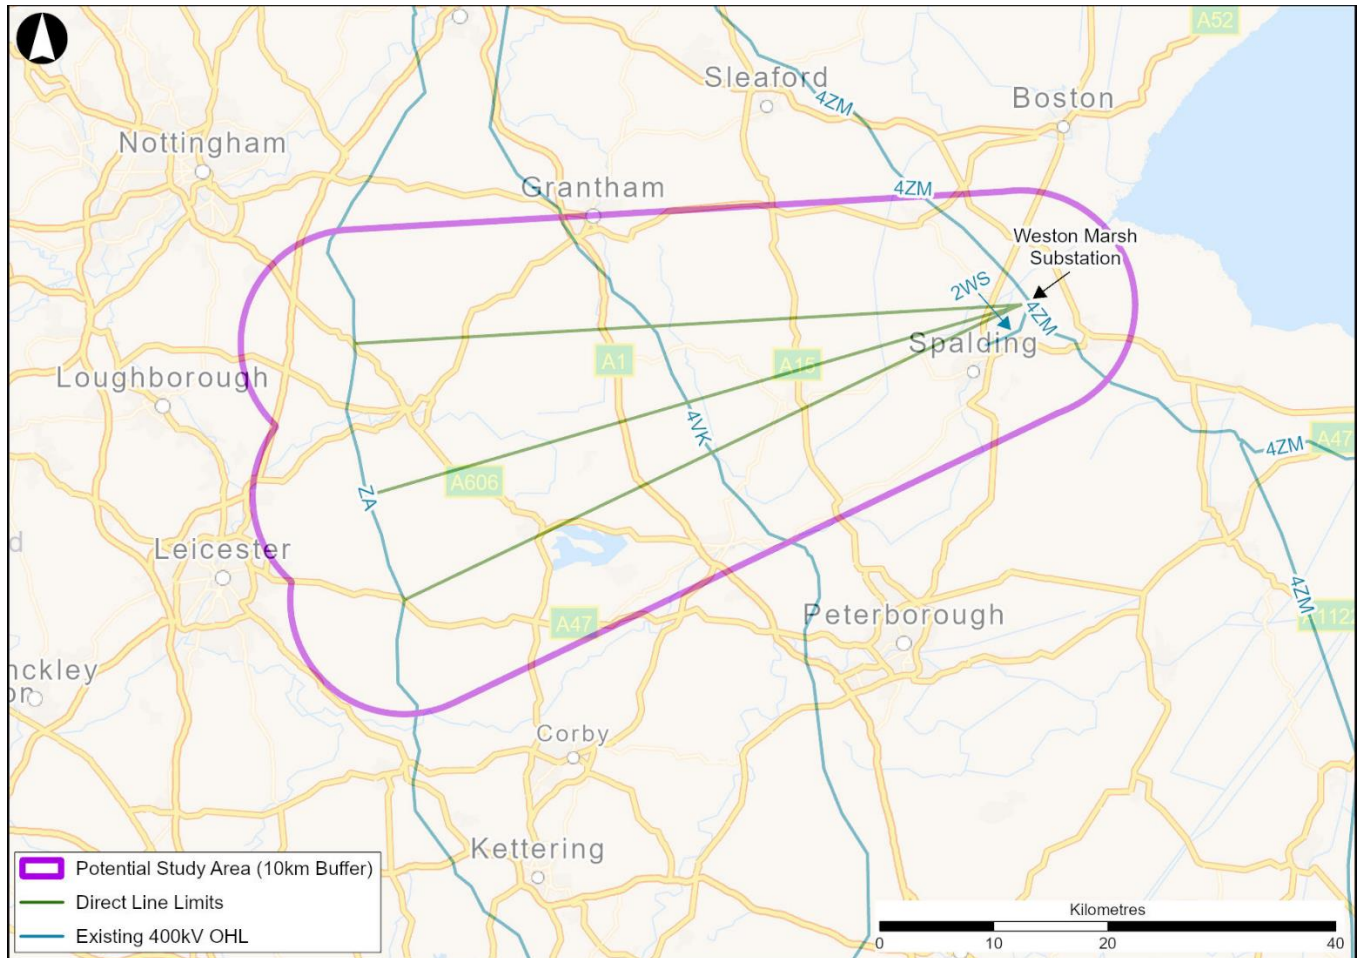 A52
Sleaford
4ZM
Boston
Nottingham
Grantham
4ZM
Weston Marsh
Substation
2WS
4ZM
Spalding
A1
A15
Loughborough
4VK
A47
4ZM
A606
ZA
Leicester
d
4ZM
A1122
Peterborough
A47
nckley
on
Corby
Kettering
Potential Study Area (10km Buffer)
Direct Line Limits
Existing 400kV OHL
Kilometres
0 10 20 40